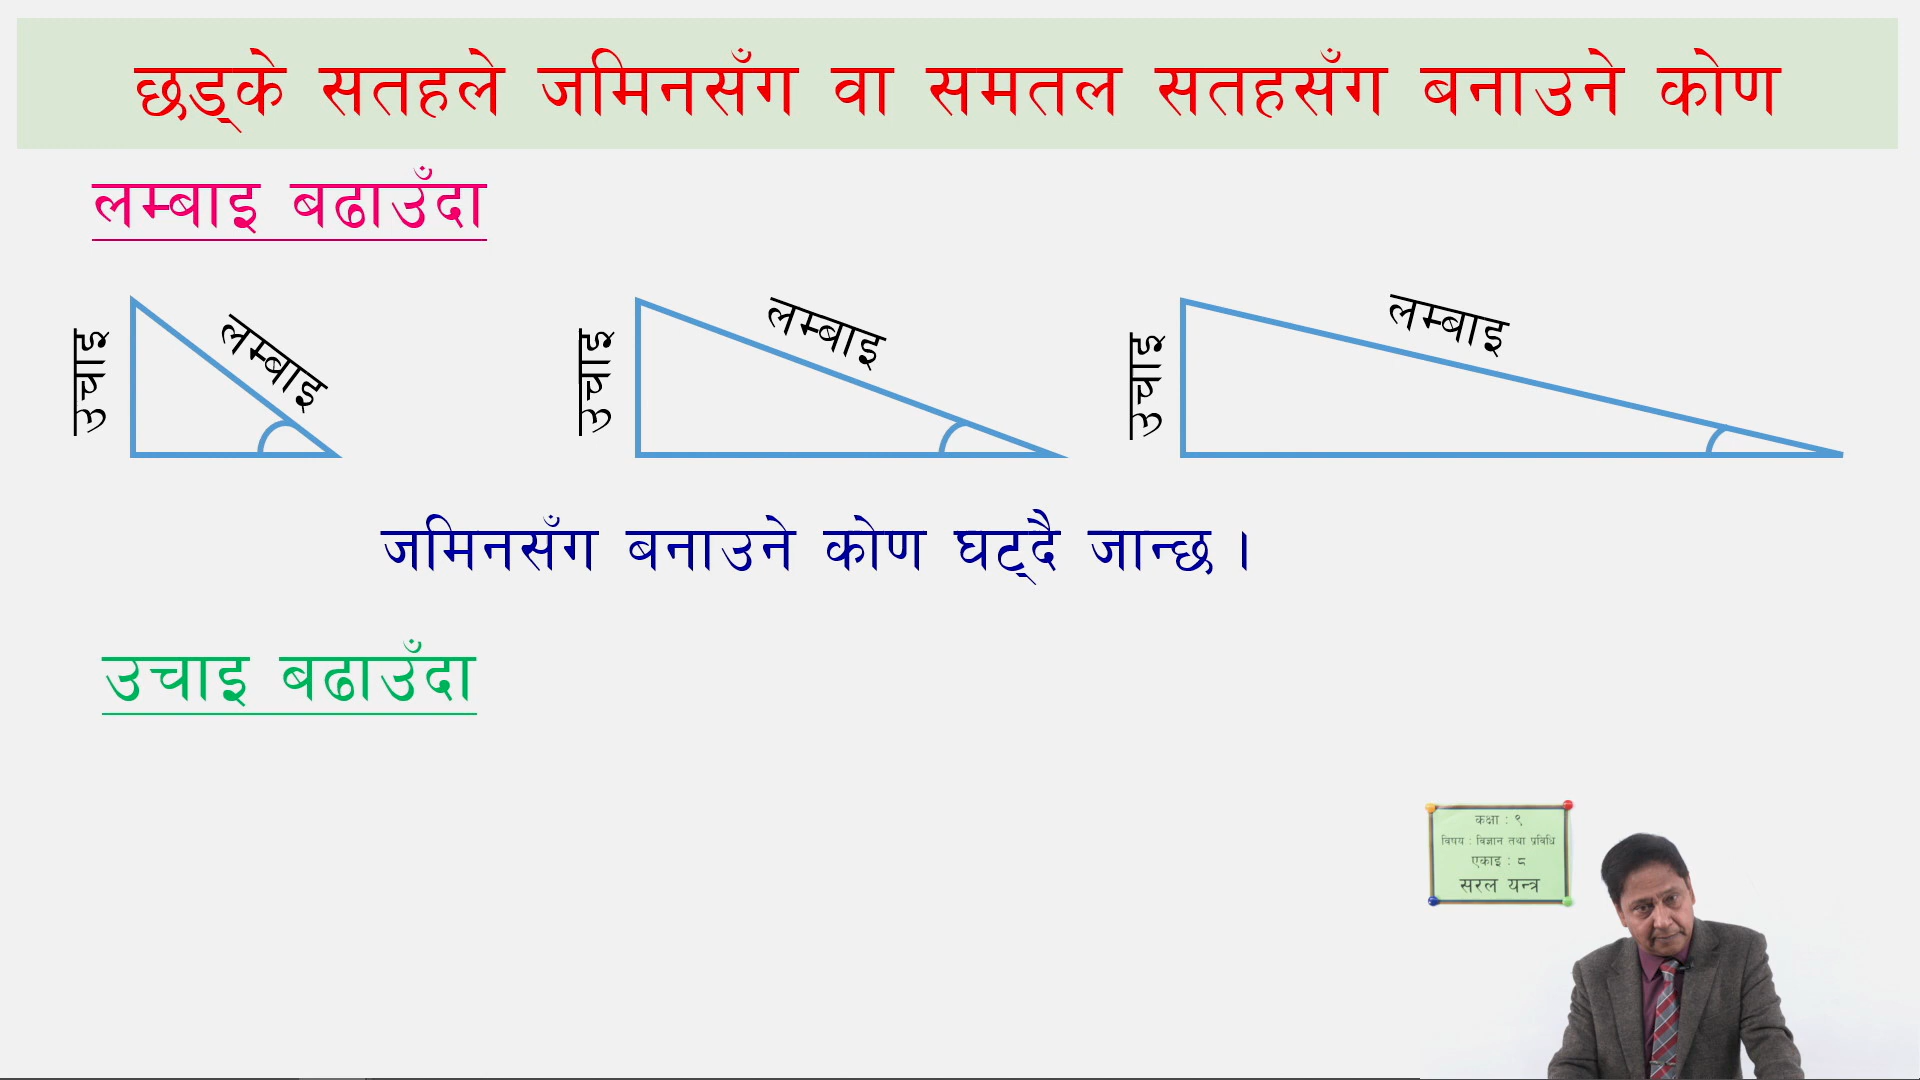 छड्के सतहले जमिनसँग वा समतल सतहसँग बनाउने कोण
लम्बाइ बढाउँदा
उचाइ
लम्बाइ
उचाइ
लम्बाइ
उचाइ
लम्बाइ
जमिनसँग बनाउने कोण घट्दै जान्छ ।
उचाइ बढाउँदा
कक्षा : ९
विषय : विज्ञान तथा प्रविधि
एकाइ : ८
सरल यन्त्र